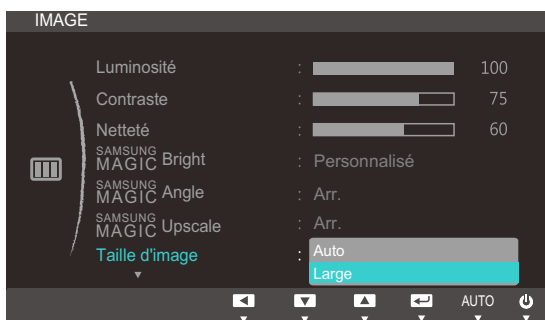 IMAGE
Luminosité : 100
Contraste : 75
Netteté : 60
SAMSUNG MAGIC Bright : Personnalisé
SAMSUNG MAGIC Angle : Arr.
SAMSUNG MAGIC Upscale : Arr.
Taille d'image : Auto
Large
AUTO